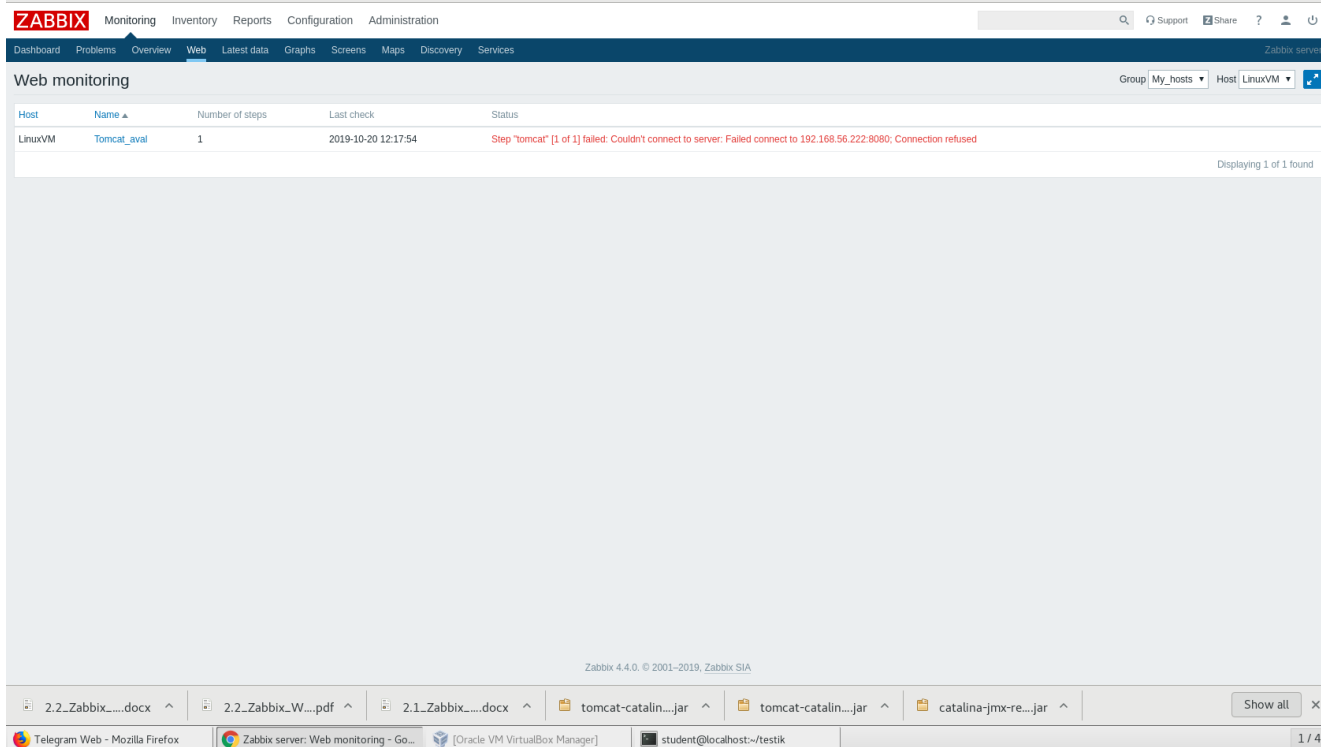 ZABBIX Monitoring Inventory Reports Configuration Administration Support Z Share ?
Dashboard Problems Overview Web Latest data Graphs Screens Maps Discovery Services Zabbix server
Web monitoring Group My_hosts Host LinuxVM
Host Name Number of steps Last check Status
LinuxVM Tomcat_aval 1 2019-10-20 12:17:54 Step "tomcat" [1 of 1] failed: Couldn't connect to server: Failed connect to 192.168.56.222:8080; Connection refused
Displaying 1 of 1 found
Zabbix 4.4.0. © 2001–2019, Zabbix SIA
2.2_Zabbix_....docx 2.2_Zabbix_W....pdf 2.1_Zabbix_....docx tomcat-catalin....jar tomcat-catalin....jar catalina-jmx-re....jar Show all
Telegram Web - Mozilla Firefox Zabbix server: Web monitoring - Go... [Oracle VM VirtualBox Manager] student@localhost:~/testik 1 / 4